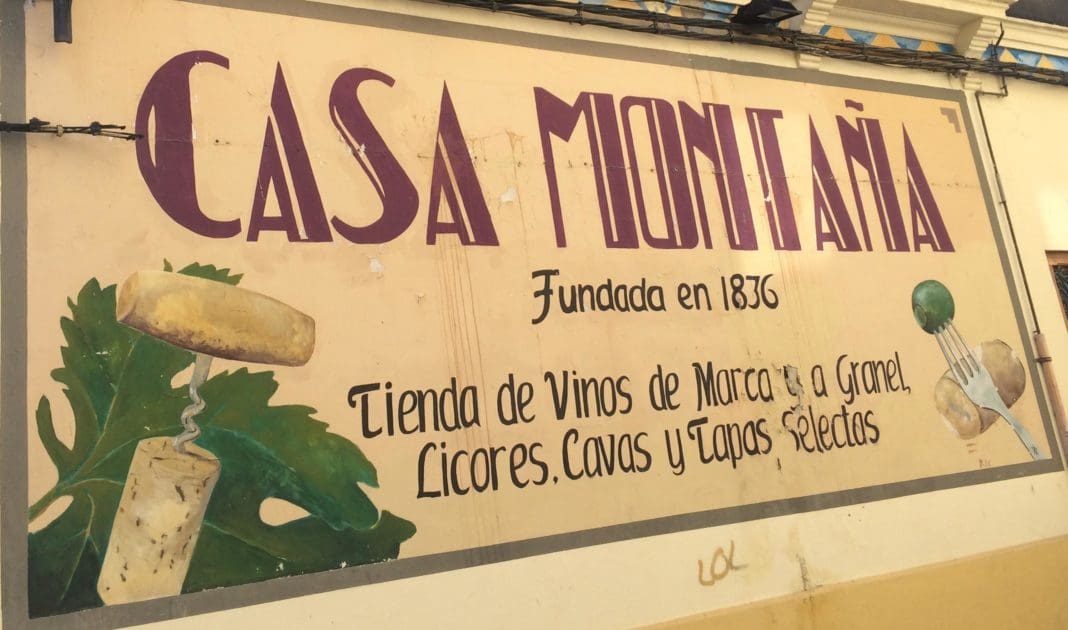 CASA MONTAÑA
Fundada en 1836
Tienda de Vinos de Marca y a Granel,
Licores, Cavas y Tapas Selectas
LOL